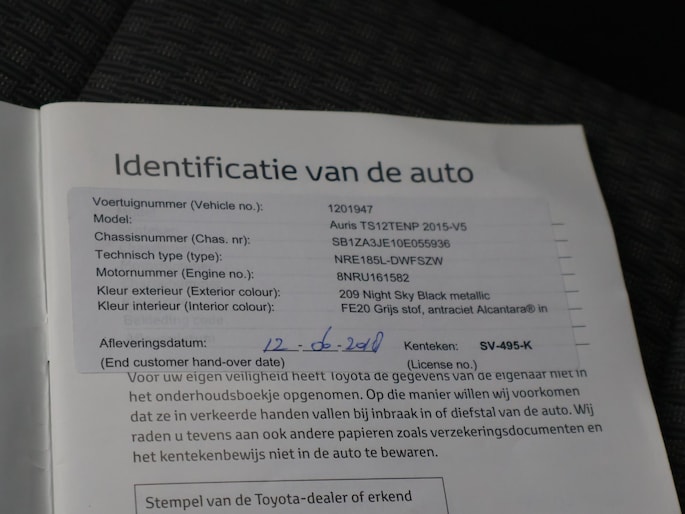 Identificatie van de auto
Voertuignummer (Vehicle no.): 1201947
Model: Auris TS12TENP 2015-V5
Chassisnummer (Chas. nr): SB1ZA3JE10E055936
Technisch type (type): NRE185L-DWFSZW
Motornummer (Engine no.): 8NRU161582
Kleur exterieur (Exterior colour): 209 Night Sky Black metallic
Kleur interieur (Interior colour): FE20 Grijs stof, antraciet Alcantara® in
Afleveringsdatum: 12 - 06 - 2018 Kenteken: SV-495-K
(End customer hand-over date) (License no.)
Voor uw eigen veiligheid heeft Toyota de gegevens van de eigenaar niet in
het onderhoudsboekje opgenomen. Op die manier willen wij voorkomen
dat ze in verkeerde handen vallen bij inbraak in of diefstal van de auto. Wij
raden u tevens aan ook andere papieren zoals verzekeringsdocumenten en
het kentekenbewijs niet in de auto te bewaren.
Stempel van de Toyota-dealer of erkend